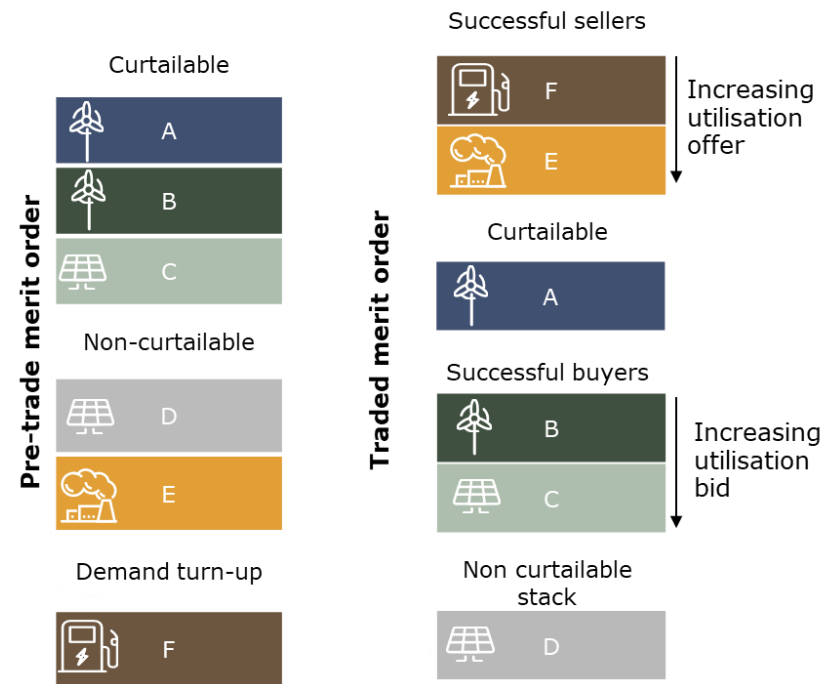 Pre-trade merit order
Curtailable
A
B
C
Non-curtailable
D
E
Demand turn-up
F
Traded merit order
Successful sellers
F
E
Increasing
utilisation
offer
Curtailable
A
Successful buyers
B
C
Increasing
utilisation
bid
Non curtailable
stack
D